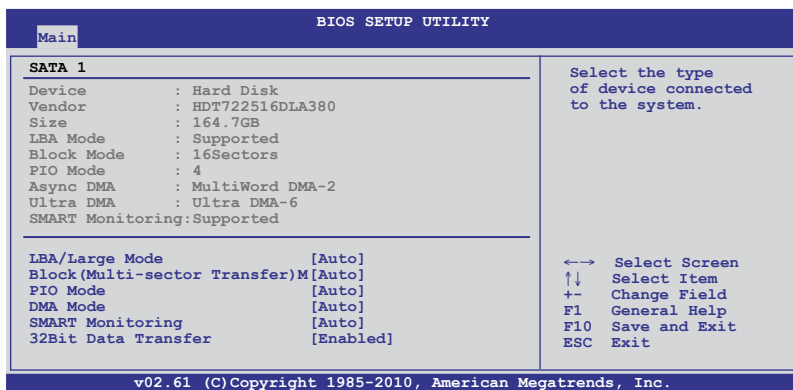 BIOS SETUP UTILITY
Main
SATA 1
Device : Hard Disk
Vendor : HDT722516DLA380
Size : 164.7GB
LBA Mode : Supported
Block Mode : 16Sectors
PIO Mode : 4
Async DMA : MultiWord DMA-2
Ultra DMA : Ultra DMA-6
SMART Monitoring:Supported
LBA/Large Mode [Auto]
Block(Multi-sector Transfer)M[Auto]
PIO Mode [Auto]
DMA Mode [Auto]
SMART Monitoring [Auto]
32Bit Data Transfer [Enabled]
Select the type
of device connected
to the system.
←→ Select Screen
↑↓ Select Item
+- Change Field
F1 General Help
F10 Save and Exit
ESC Exit
v02.61 (C)Copyright 1985-2010, American Megatrends, Inc.